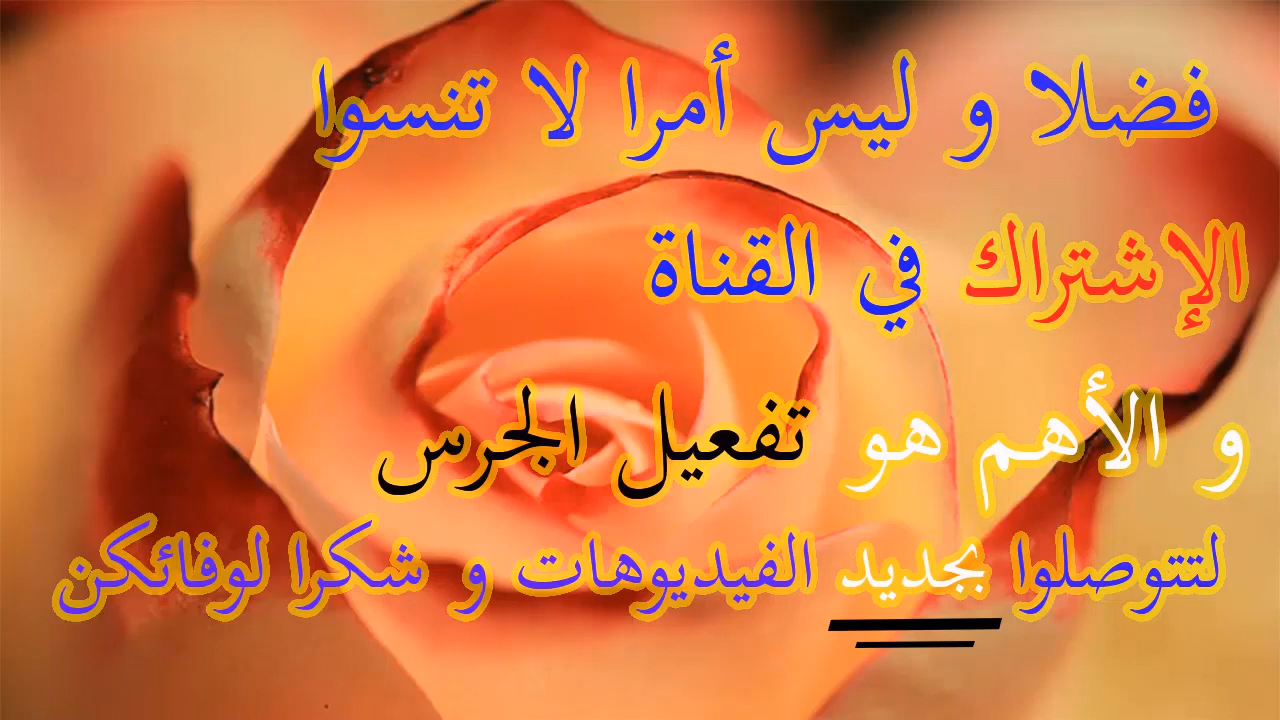 فضلا و ليس أمرا لا تنسوا
الإشتراك في القناة
و الأهم هو تفعيل الجرس
لتتوصلوا بجديد الفيديوهات و شكرا لوفائكن